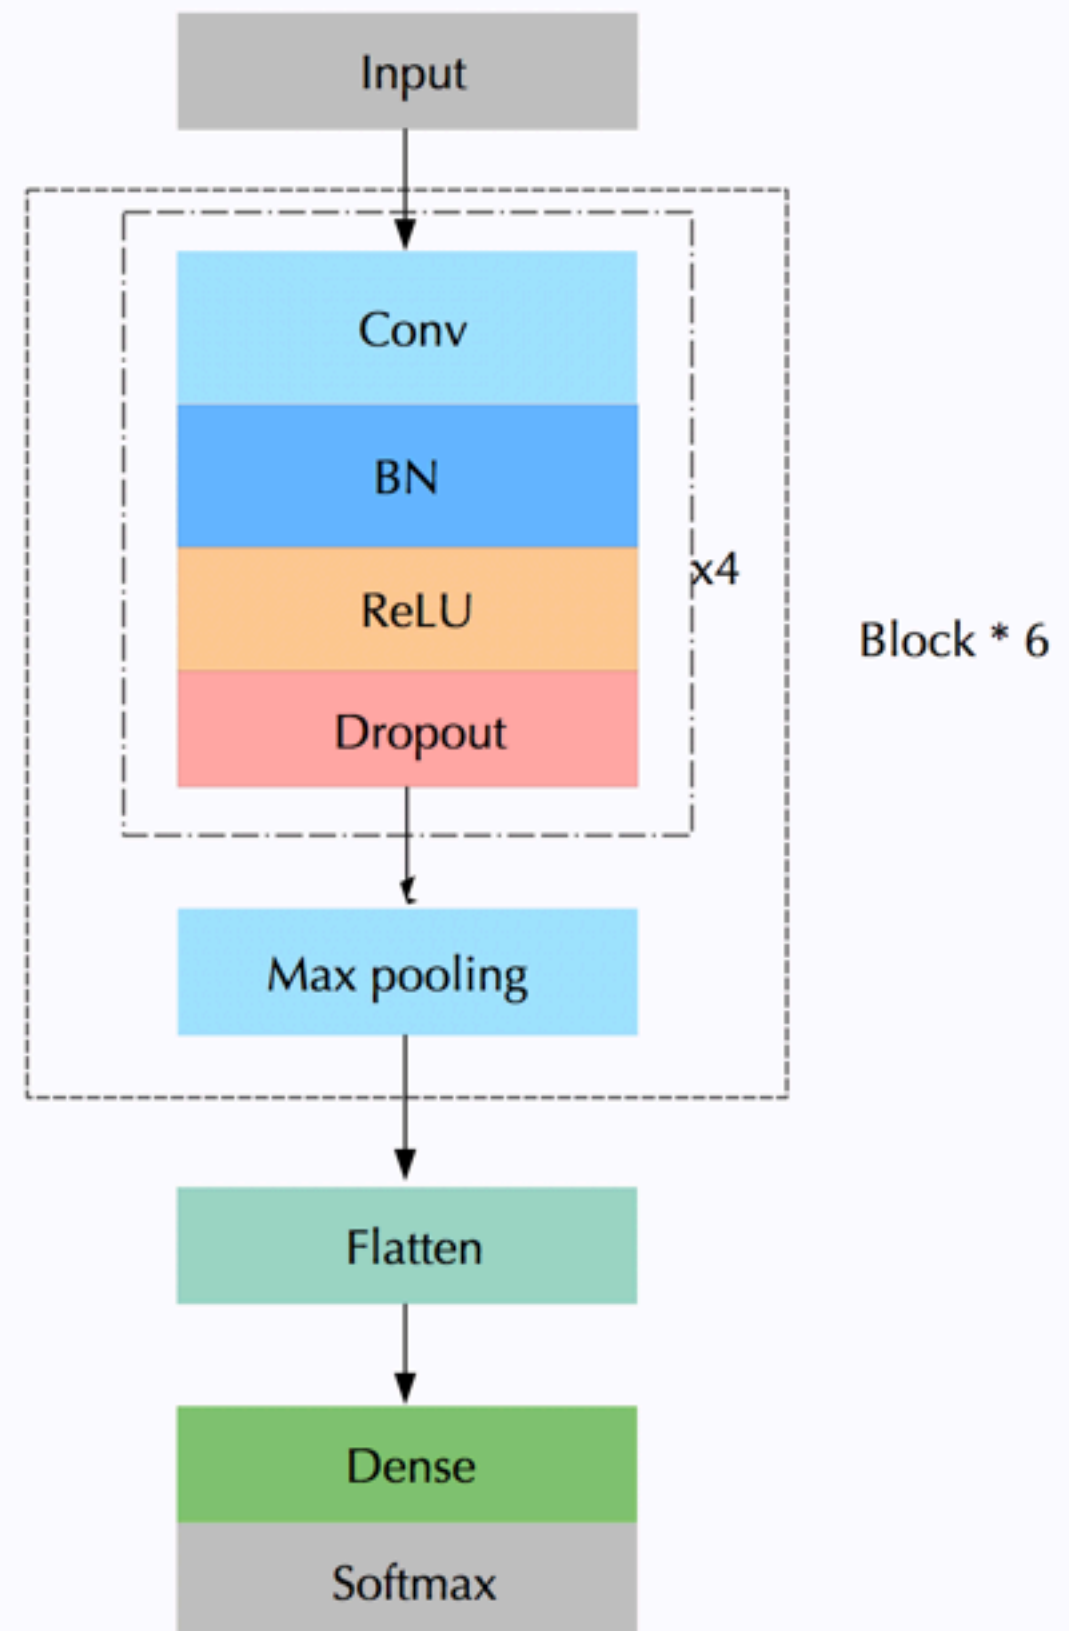 Input
Conv
BN
ReLU
x4
Block * 6
Dropout
Max pooling
Flatten
Dense
Softmax